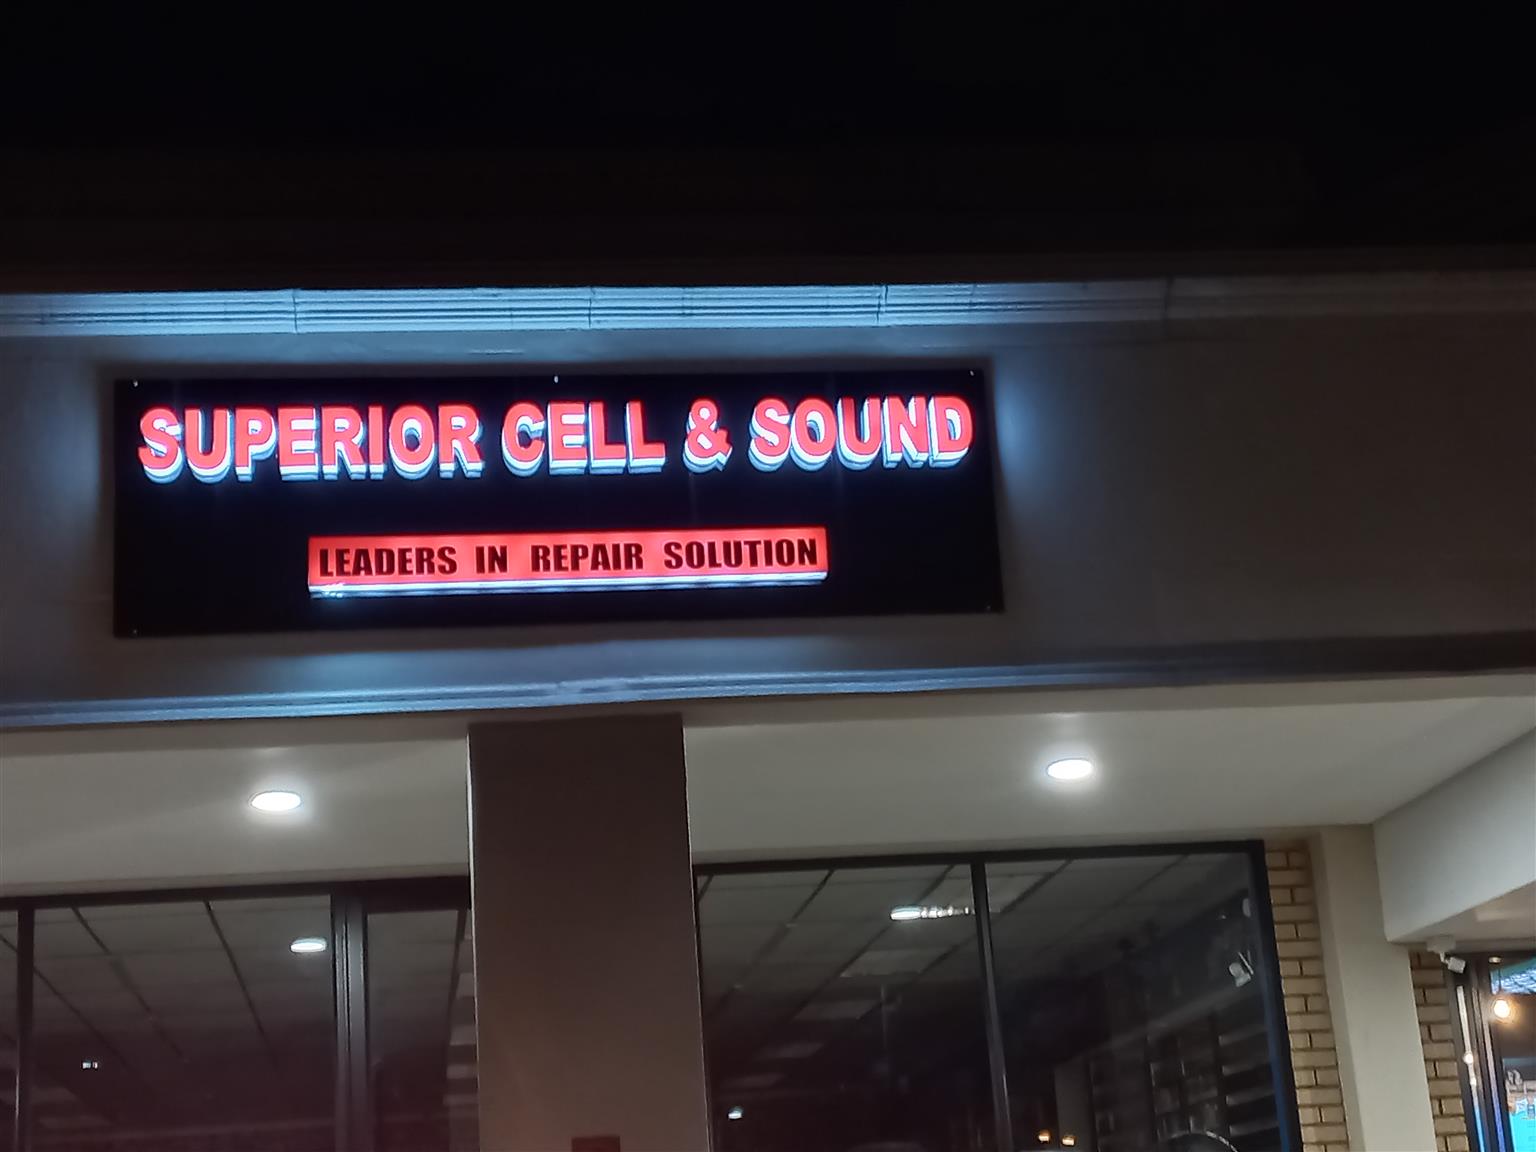 SUPERIOR CELL & SOUND
LEADERS IN REPAIR SOLUTION